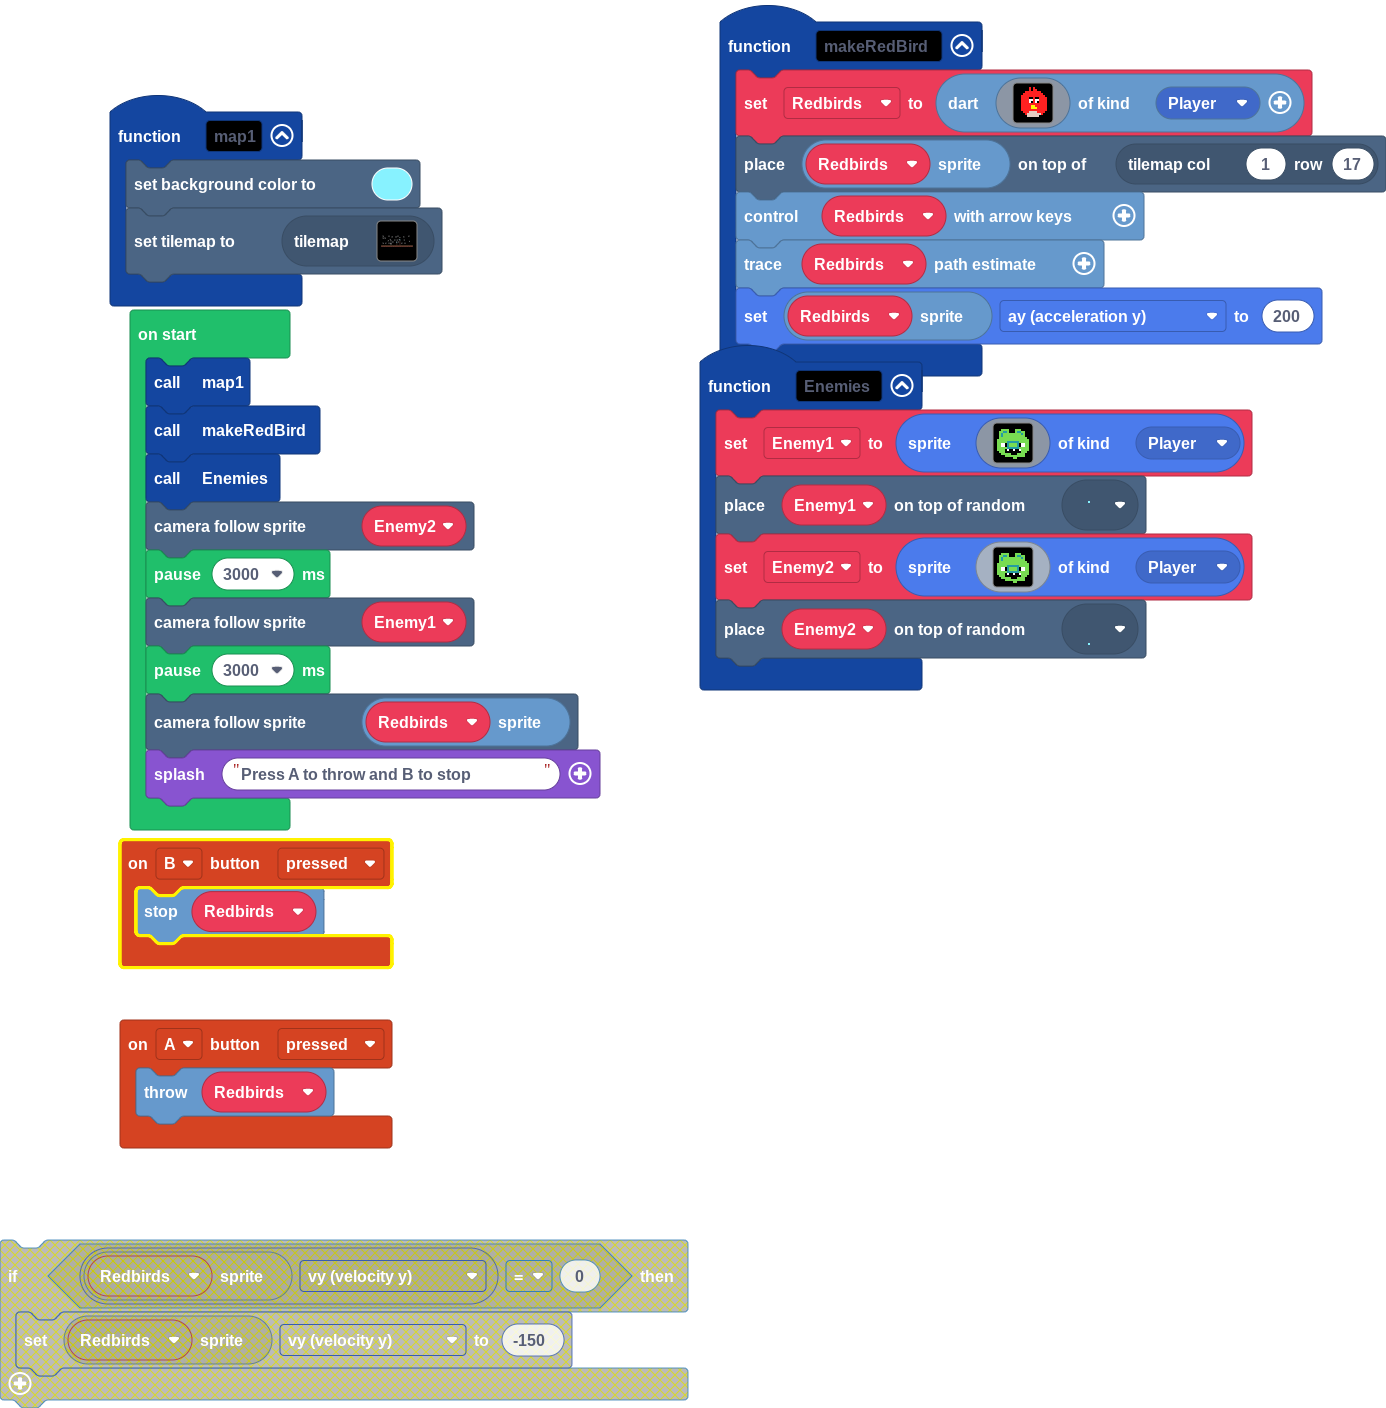 function map1
set background color to
set tilemap to tilemap
on start
call map1
call makeRedBird
call Enemies
camera follow sprite Enemy2
pause 3000 ms
camera follow sprite Enemy1
pause 3000 ms
camera follow sprite Redbirds sprite
splash "Press A to throw and B to stop"
on B button pressed
stop Redbirds
on A button pressed
throw Redbirds
if Redbirds sprite vy (velocity y) = 0 then
set Redbirds sprite vy (velocity y) to -150
function makeRedBird
set Redbirds to dart of kind Player
place Redbirds sprite on top of tilemap col 1 row 17
control Redbirds with arrow keys
trace Redbirds path estimate
set Redbirds sprite ay (acceleration y) to 200
function Enemies
set Enemy1 to sprite of kind Player
place Enemy1 on top of random
set Enemy2 to sprite of kind Player
place Enemy2 on top of random